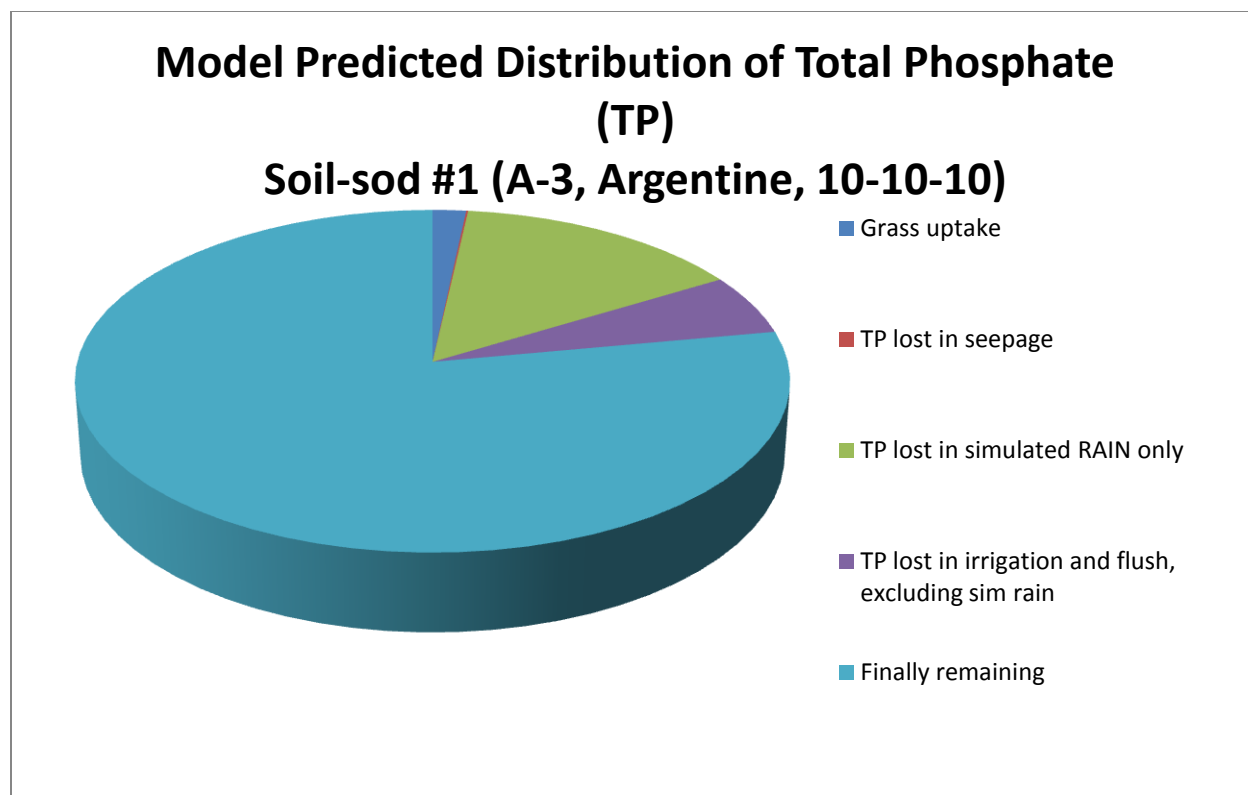 Model Predicted Distribution of Total Phosphate
(TP)
Soil-sod #1 (A-3, Argentine, 10-10-10)
Grass uptake
TP lost in seepage
TP lost in simulated RAIN only
TP lost in irrigation and flush,
excluding sim rain
Finally remaining